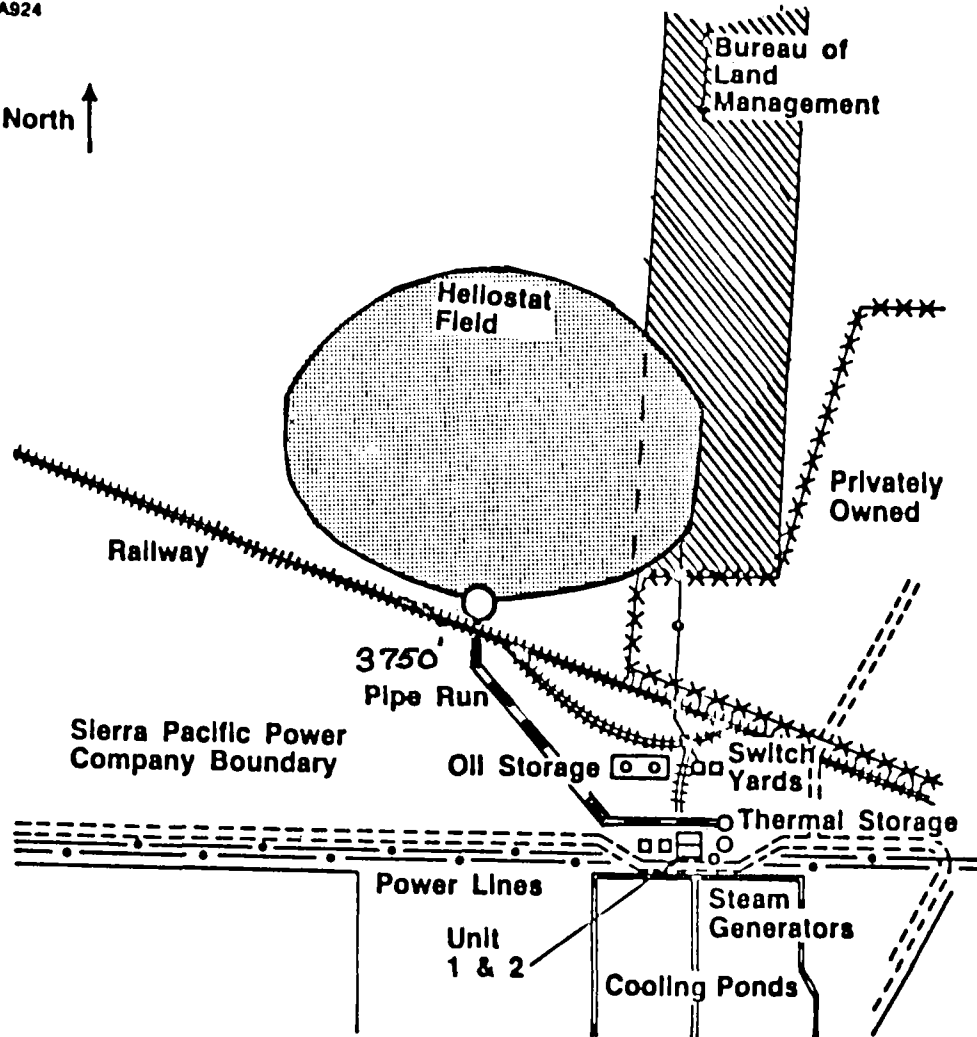 A924
North
Bureau of
Land
Management
Heliostat
Field
Privately
Owned
Railway
3750'
Pipe Run
Sierra Pacific Power
Company Boundary
Oil Storage
Switch
Yards
Thermal Storage
Power Lines
Steam
Generators
Unit
1 & 2
Cooling Ponds